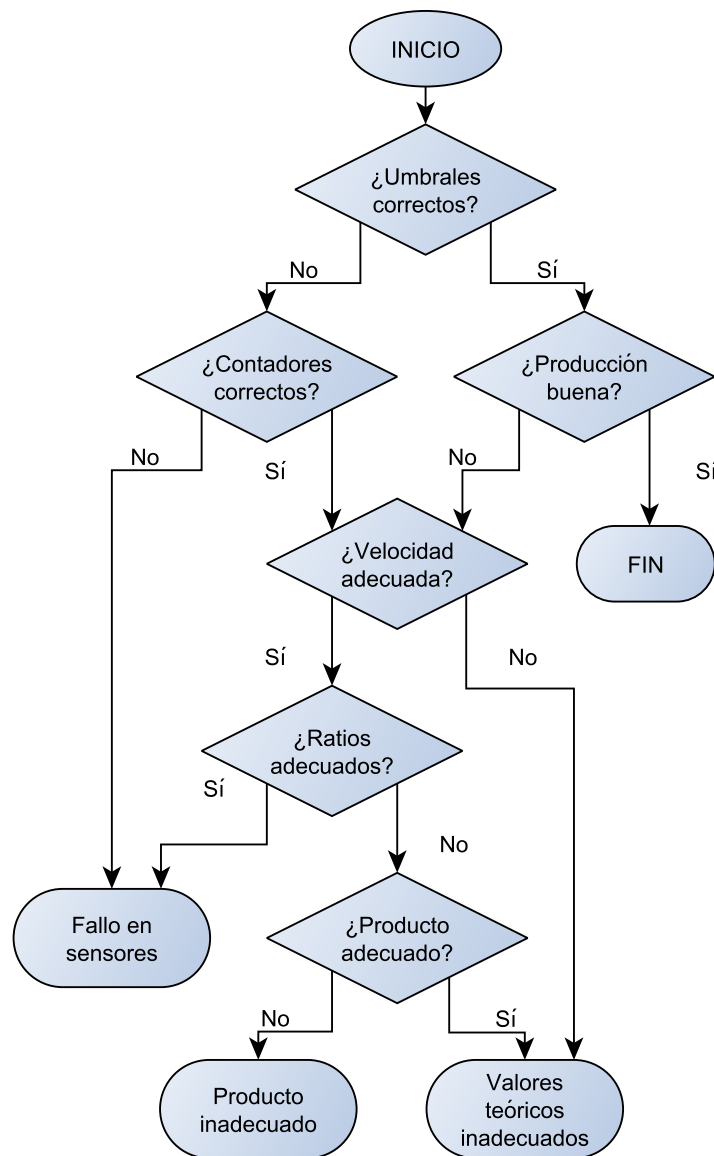 INICIO
¿Umbrales
correctos?
No
Sí
¿Contadores
correctos?
¿Producción
buena?
No
Sí
No
Sí
¿Velocidad
adecuada?
FIN
Sí
No
¿Ratios
adecuados?
Sí
No
Fallo en
sensores
¿Producto
adecuado?
No
Sí
Producto
inadecuado
Valores
teóricos
inadecuados